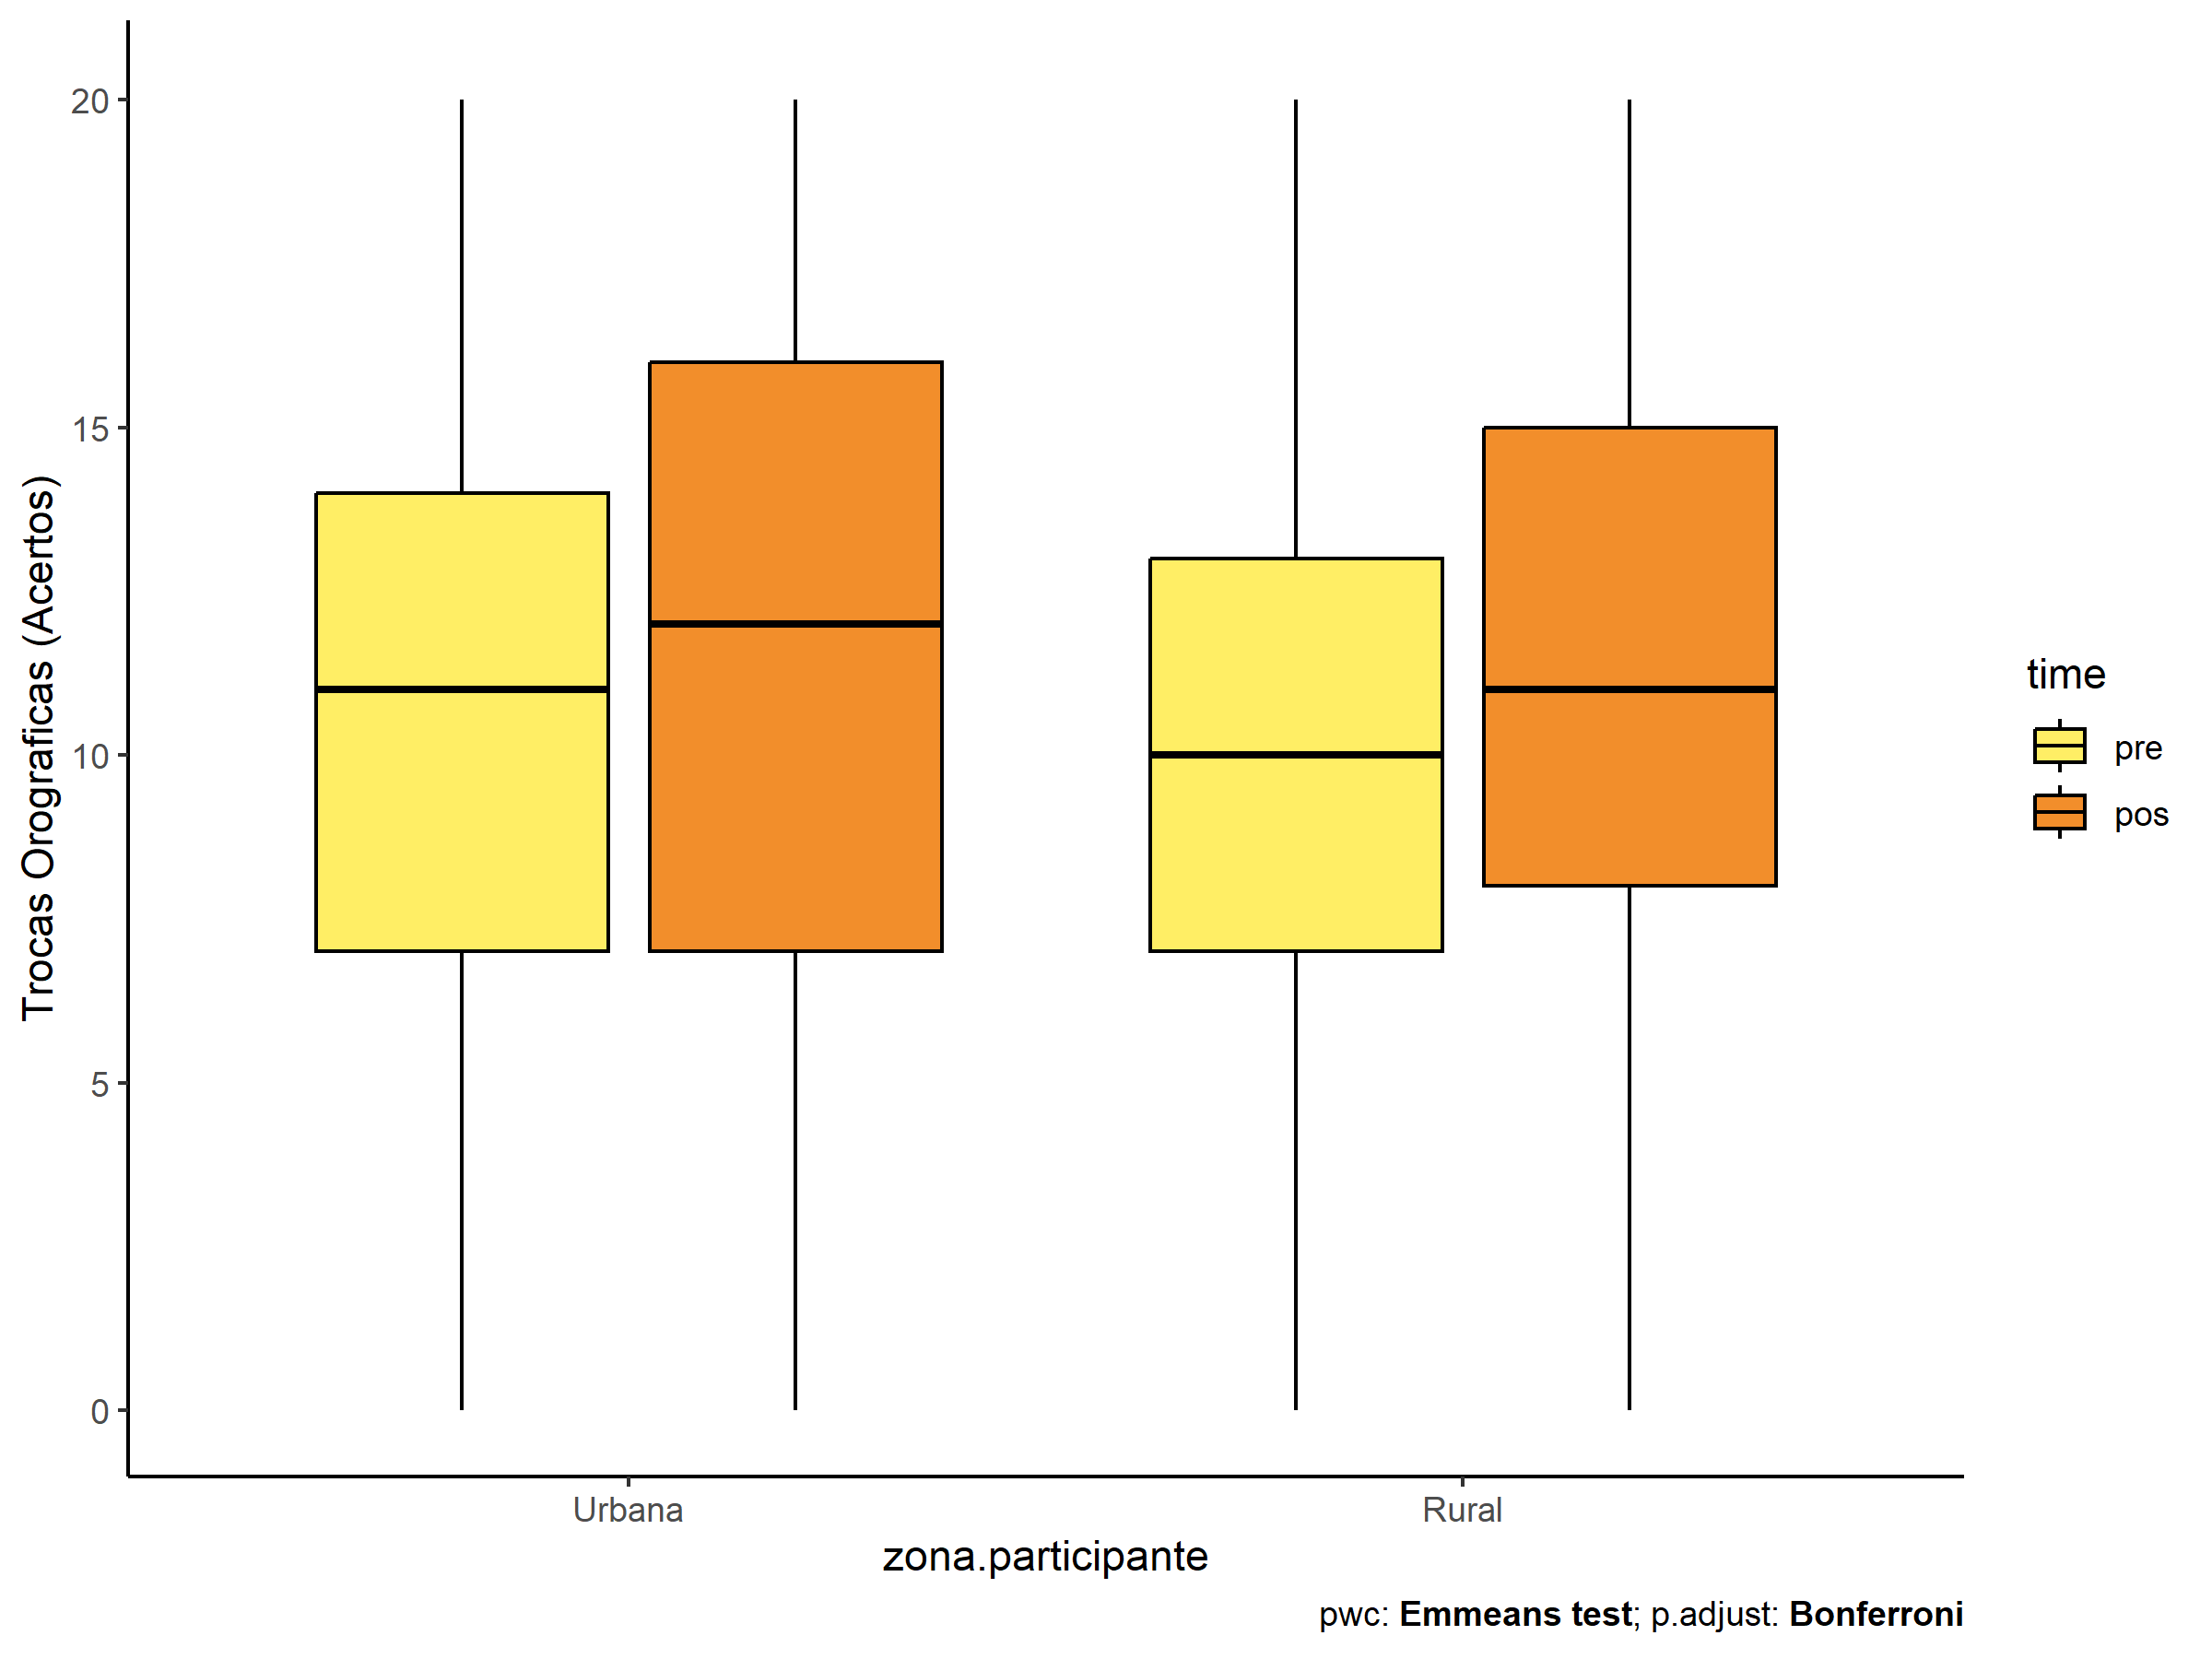 Trocas Orograficas (Acertos)
20
15
10
5
0
Urbana
Rural
zona.participante
pwc: Emmeans test; p.adjust: Bonferroni
time
pre
pos